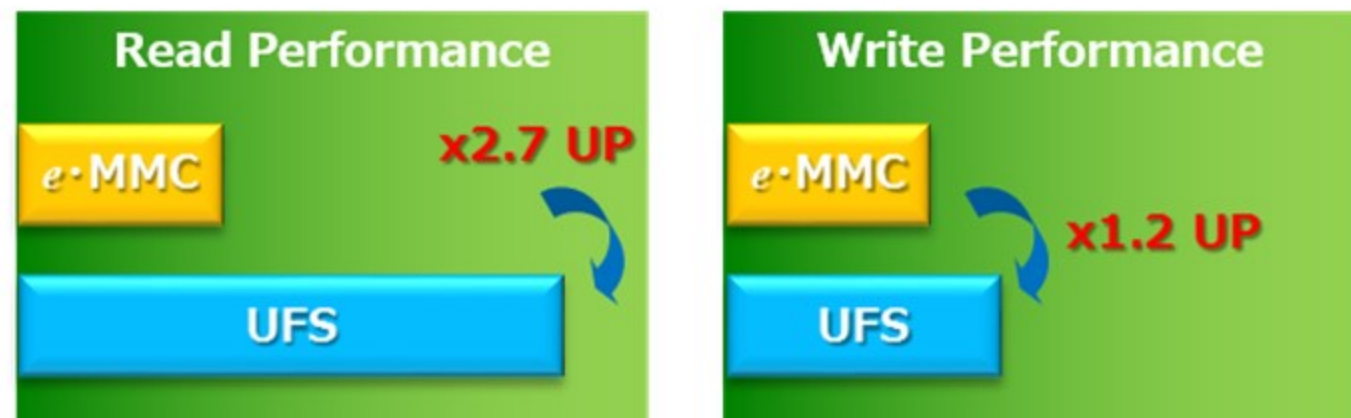 Read Performance
e·MMC
x2.7 UP
UFS
Write Performance
e·MMC
x1.2 UP
UFS